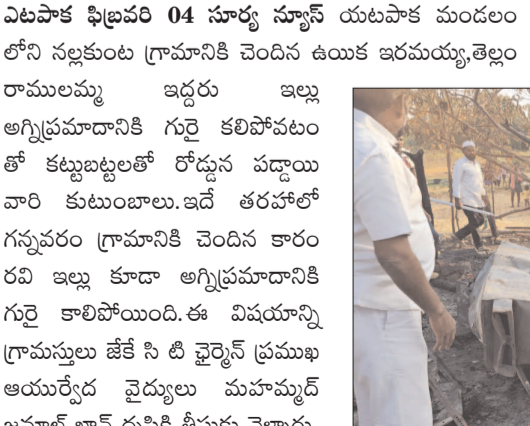 ఎటపాక ఫిబ్రవరి 04 సూర్య న్యూస్ యటపాక మండలం
లోని నల్లకుంట గ్రామానికి చెందిన ఉయిక ఇరమయ్య,తెల్లం
రాములమ్మ ఇద్దరు ఇల్లు
అగ్నిప్రమాదానికి గురై కలిపోవటం
తో కట్టుబట్టలతో రోడ్డున పడ్డాయి
వారి కుటుంబాలు.ఇదే తరహాలో
గన్నవరం గ్రామానికి చెందిన కారం
రవి ఇల్లు కూడా అగ్నిప్రమాదానికి
గురై కాలిపోయింది.ఈ విషయాన్ని
గ్రామస్తులు జేకే సి టి ఛైర్మెన్ ప్రముఖ
ఆయుర్వేద వైద్యులు మహమ్మద్